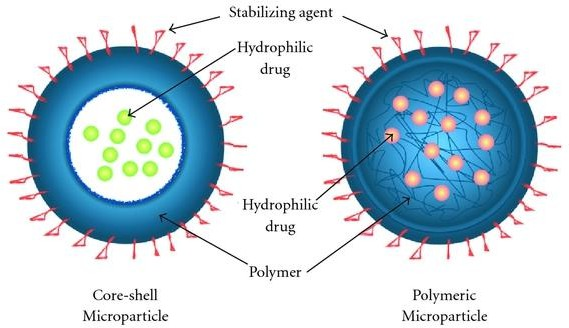 Stabilizing agent
Hydrophilic
drug
Hydrophilic
drug
Polymer
Core-shell
Microparticle
Polymeric
Microparticle